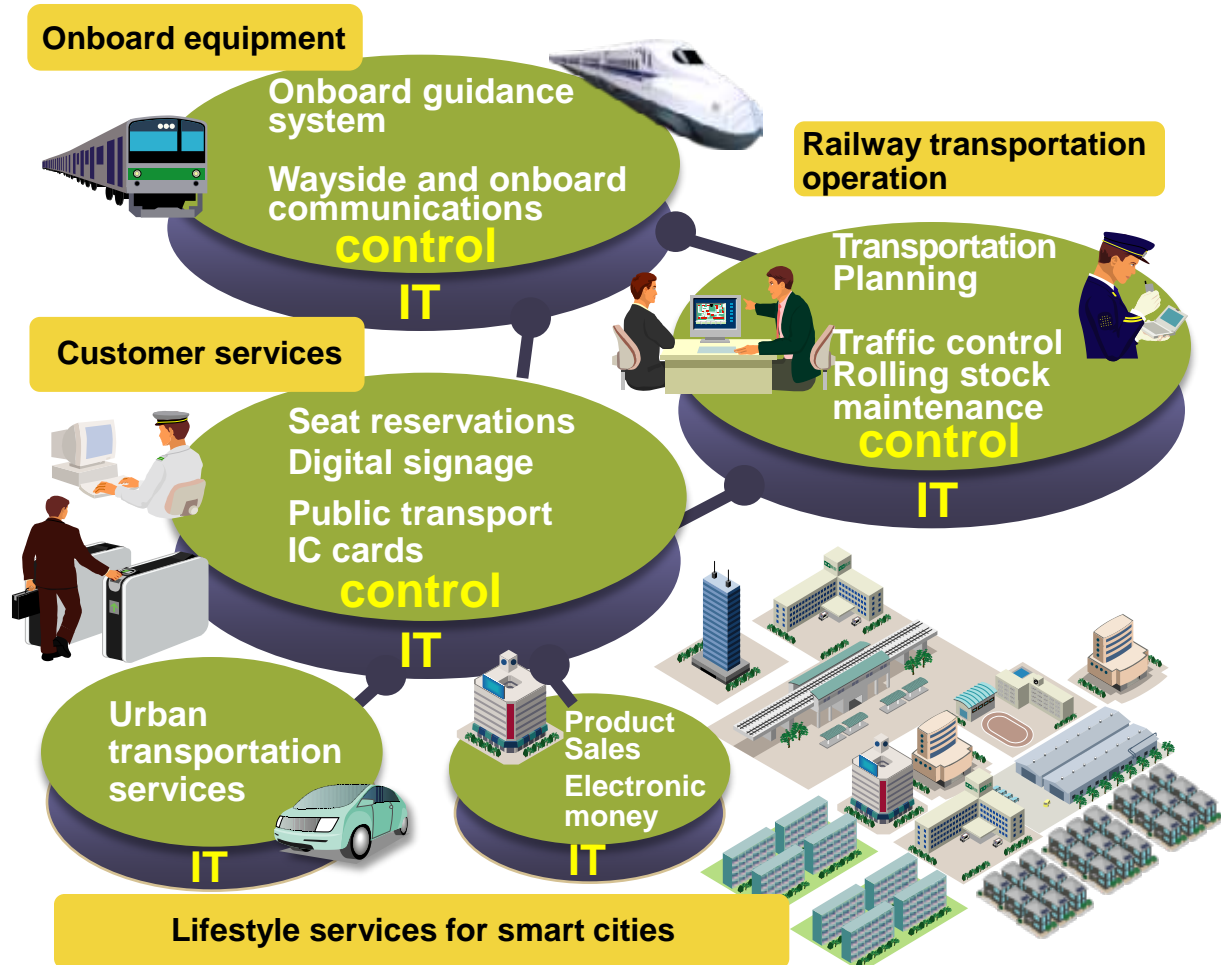 Onboard equipment
Onboard guidance
system
Wayside and onboard
communications
control
IT
Railway transportation
operation
Transportation
Planning
Traffic control
Rolling stock
maintenance
control
IT
Customer services
Seat reservations
Digital signage
Public transport
IC cards
control
IT
Urban
transportation
services
IT
Product
Sales
Electronic
money
IT
Lifestyle services for smart cities